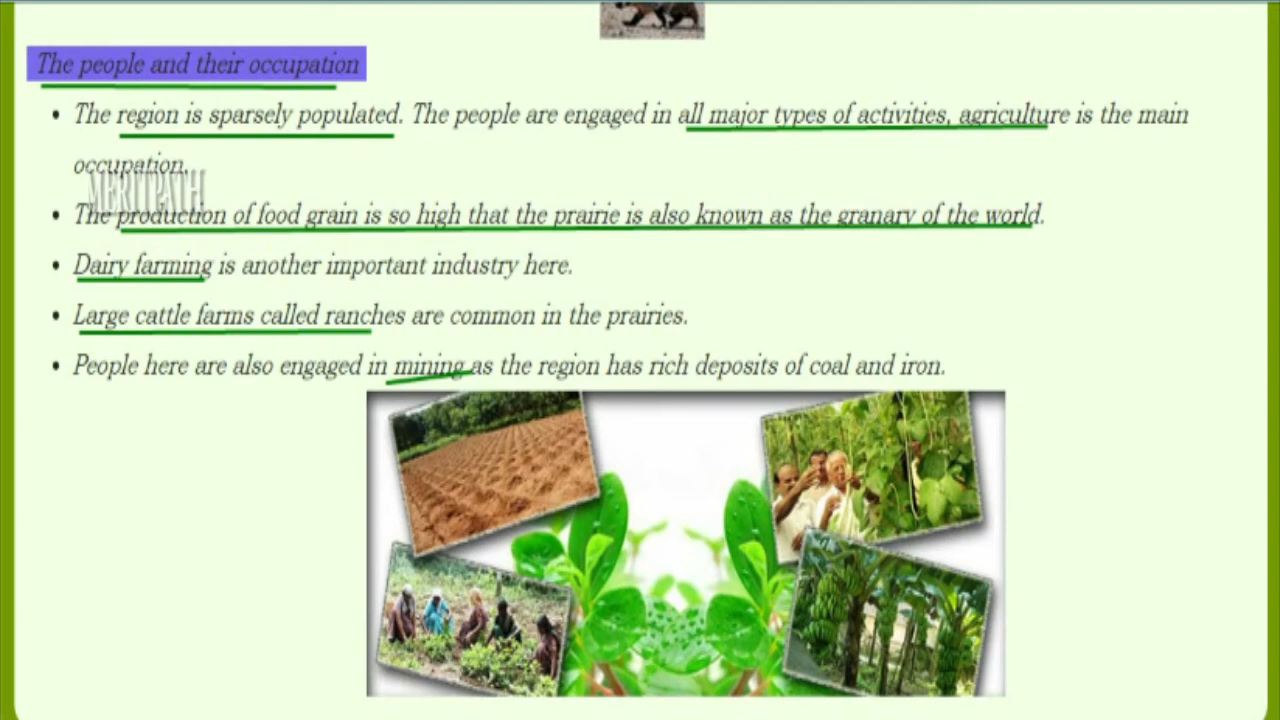 The people and their occupation
• The region is sparsely populated. The people are engaged in all major types of activities, agriculture is the main
occupation.
MERITPATH
• The production of food grain is so high that the prairie is also known as the granary of the world.
• Dairy farming is another important industry here.
• Large cattle farms called ranches are common in the prairies.
• People here are also engaged in mining as the region has rich deposits of coal and iron.